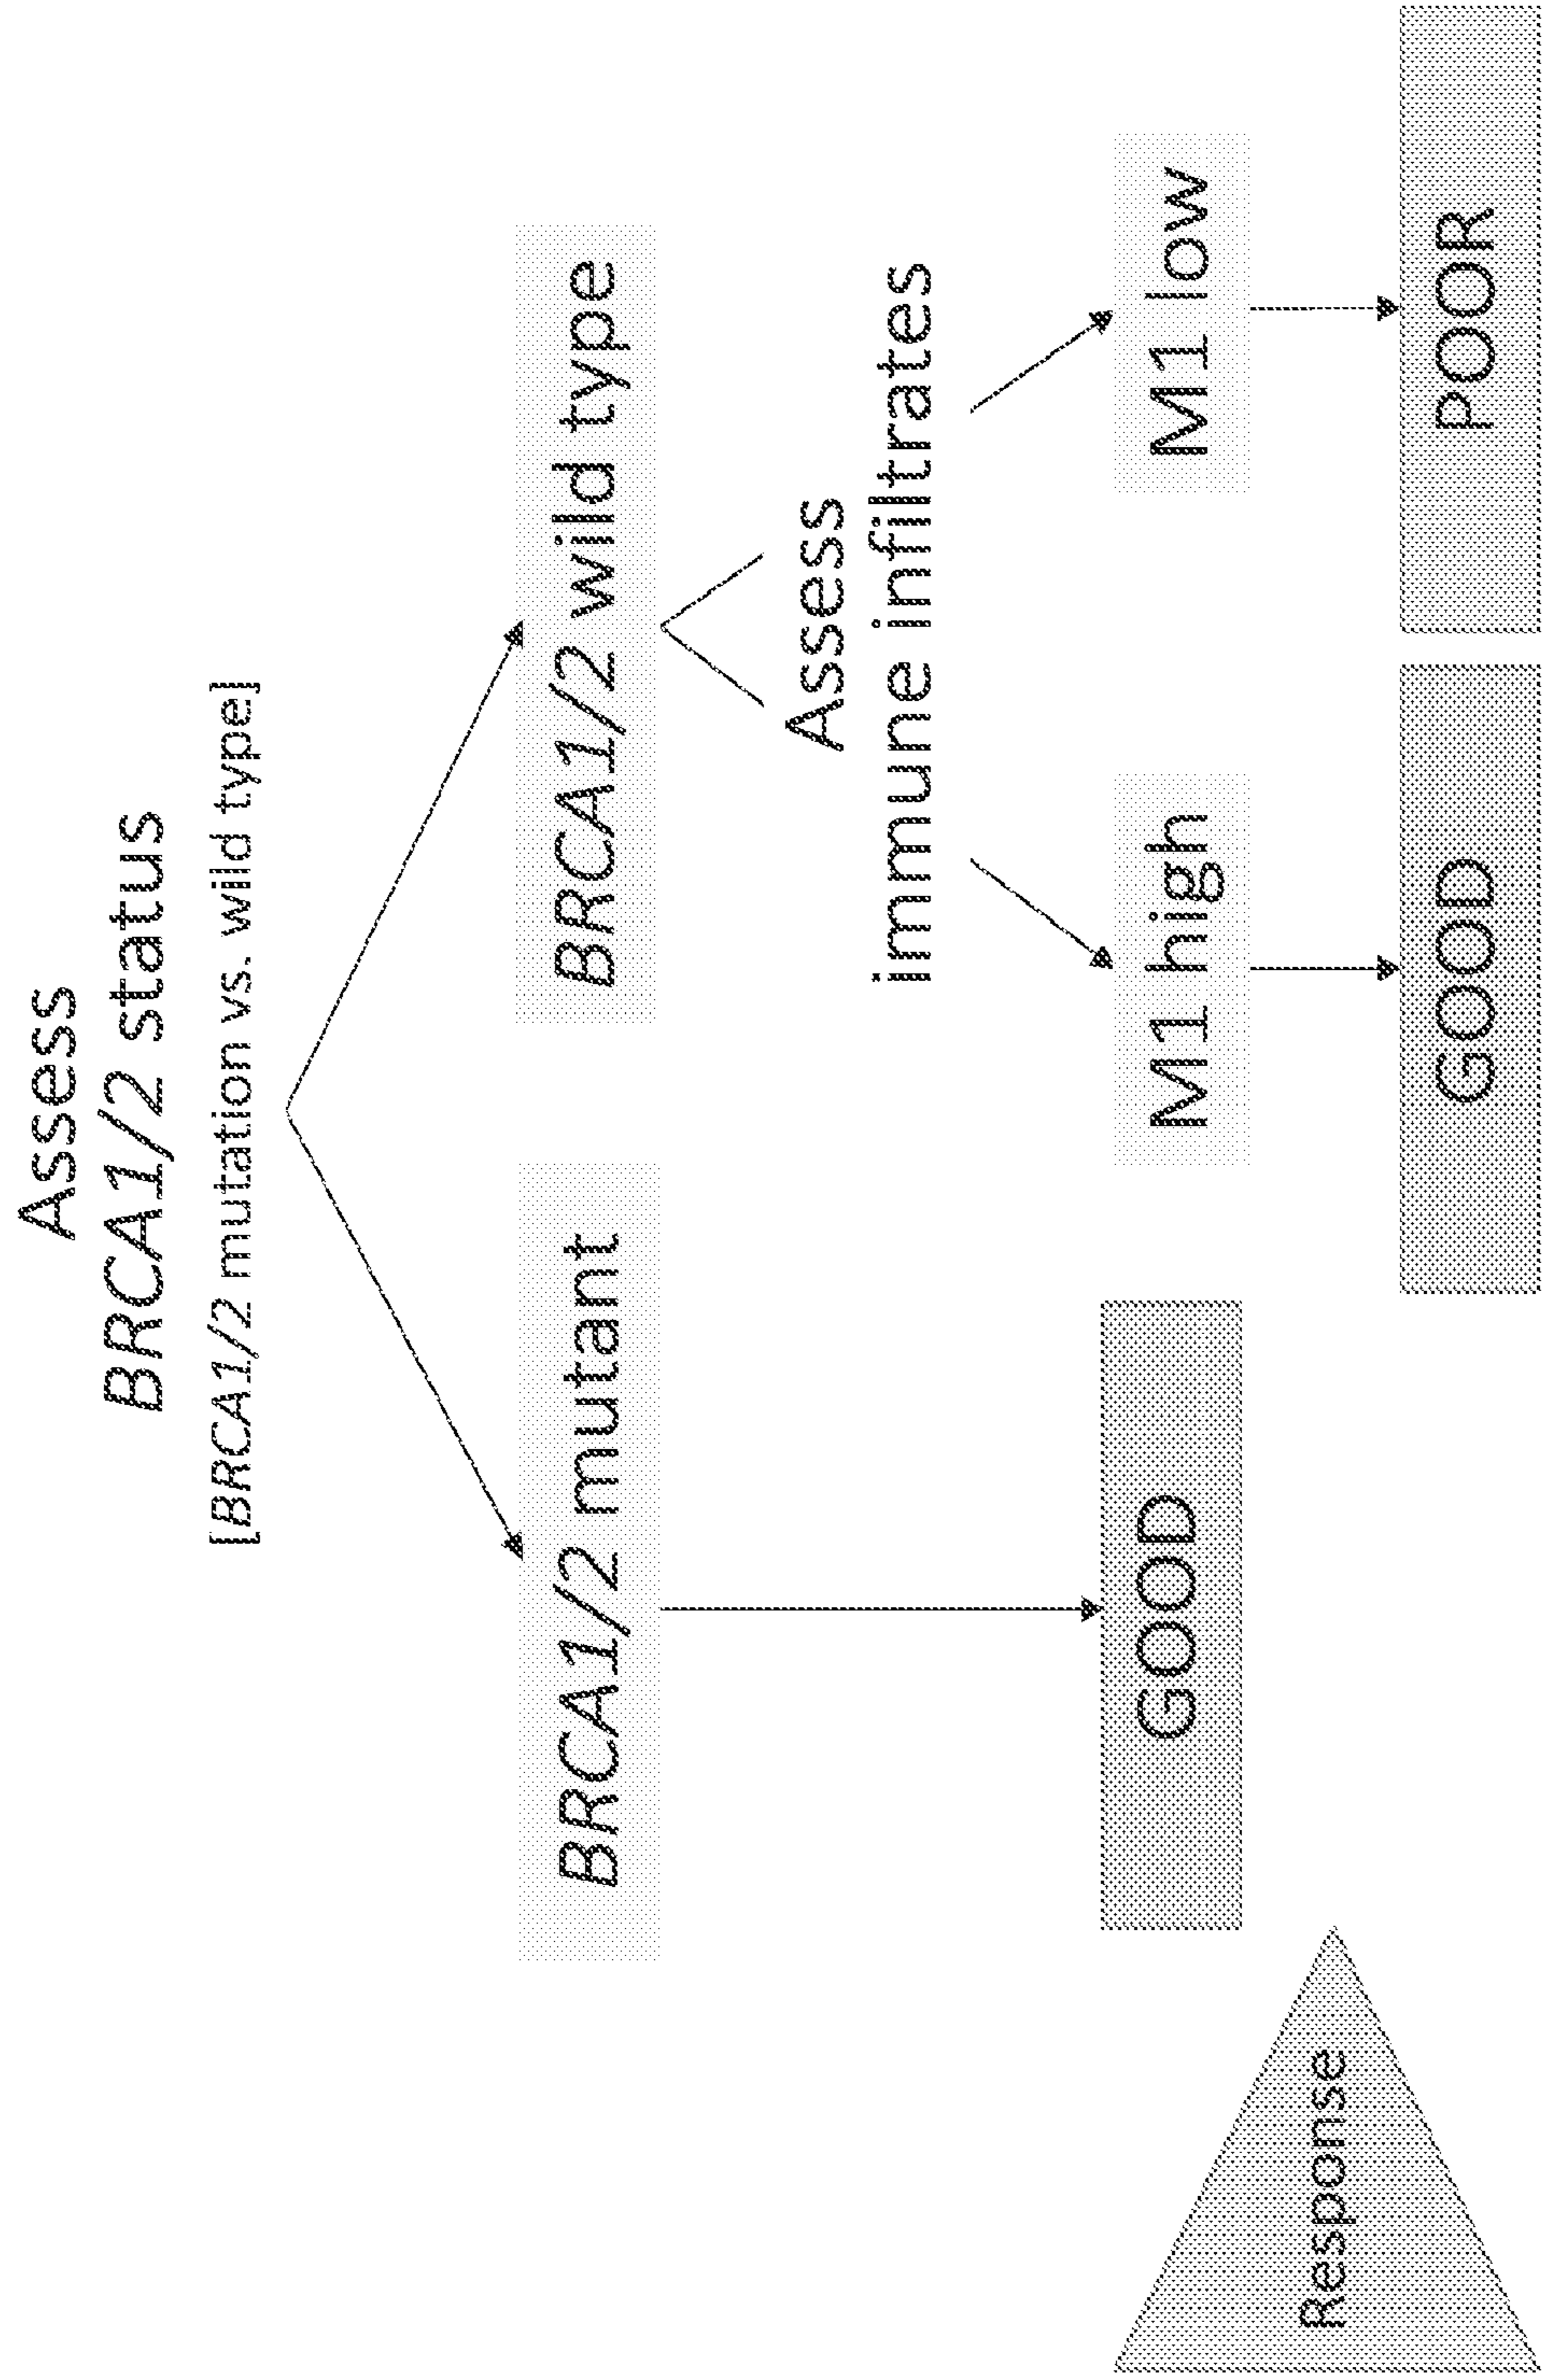 Assess
BRCA1/2 status
[BRCA1/2 mutation vs. wild type]
BRCA1/2 mutant
BRCA1/2 wild type
Assess
immune infiltrates
M1 high
M1 low
Response
GOOD
GOOD
POOR